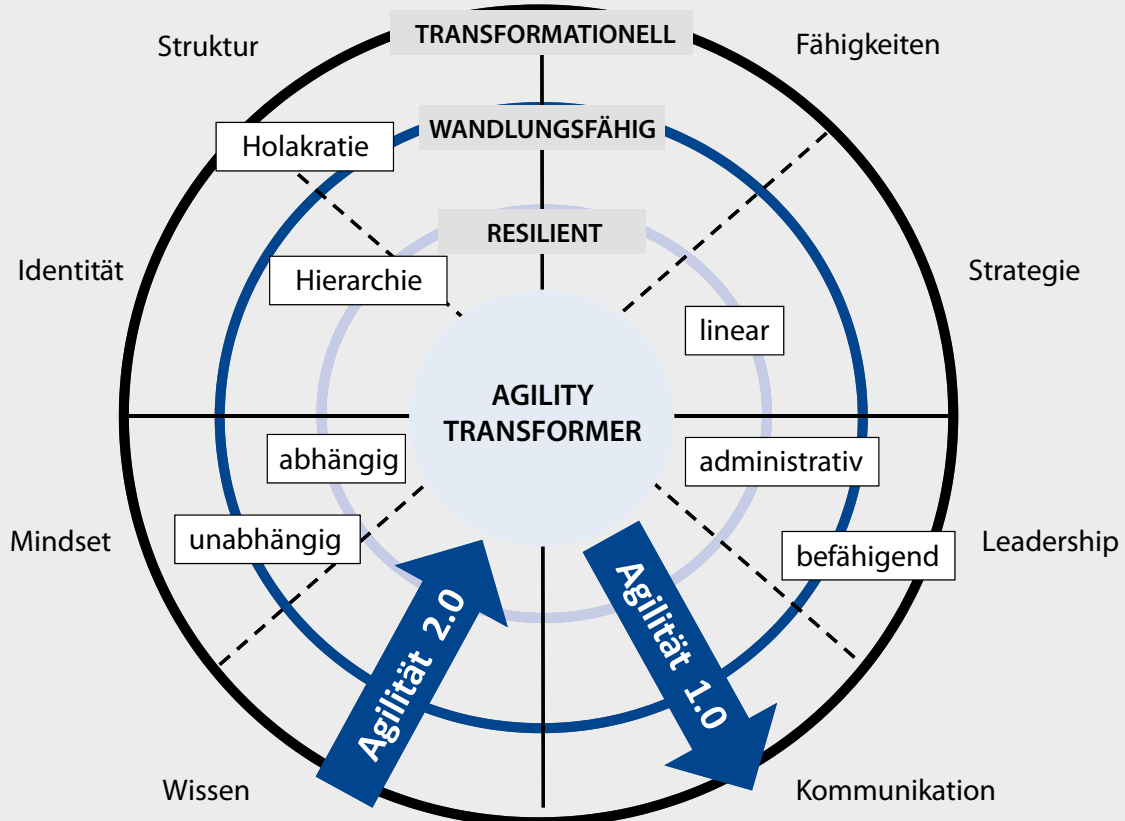 TRANSFORMATIONELL
Struktur
Fähigkeiten
WANDLUNGSFÄHIG
Holakratie
RESILIENT
Identität
Hierarchie
Strategie
linear
AGILITY
TRANSFORMER
abhängig
administrativ
Mindset
unabhängig
befähigend
Leadership
Agilität 2.0
Agilität 1.0
Wissen
Kommunikation